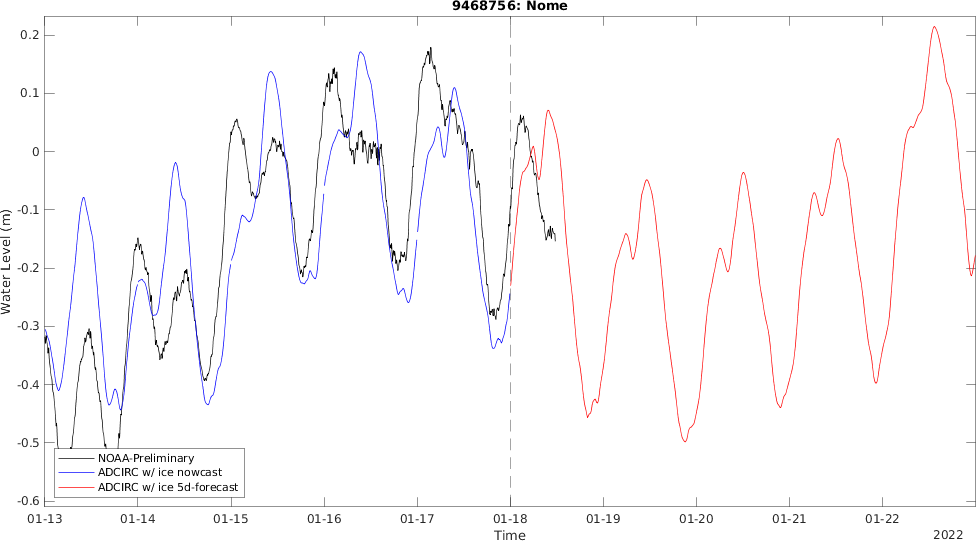 9468756: Nome
0.2
0.1
0
-0.1
-0.2
-0.3
-0.4
-0.5
-0.6
Water Level (m)
NOAA-Preliminary
ADCIRC w/ ice nowcast
ADCIRC w/ ice 5d-forecast
01-13 01-14 01-15 01-16 01-17 01-18 01-19 01-20 01-21 01-22
Time
2022